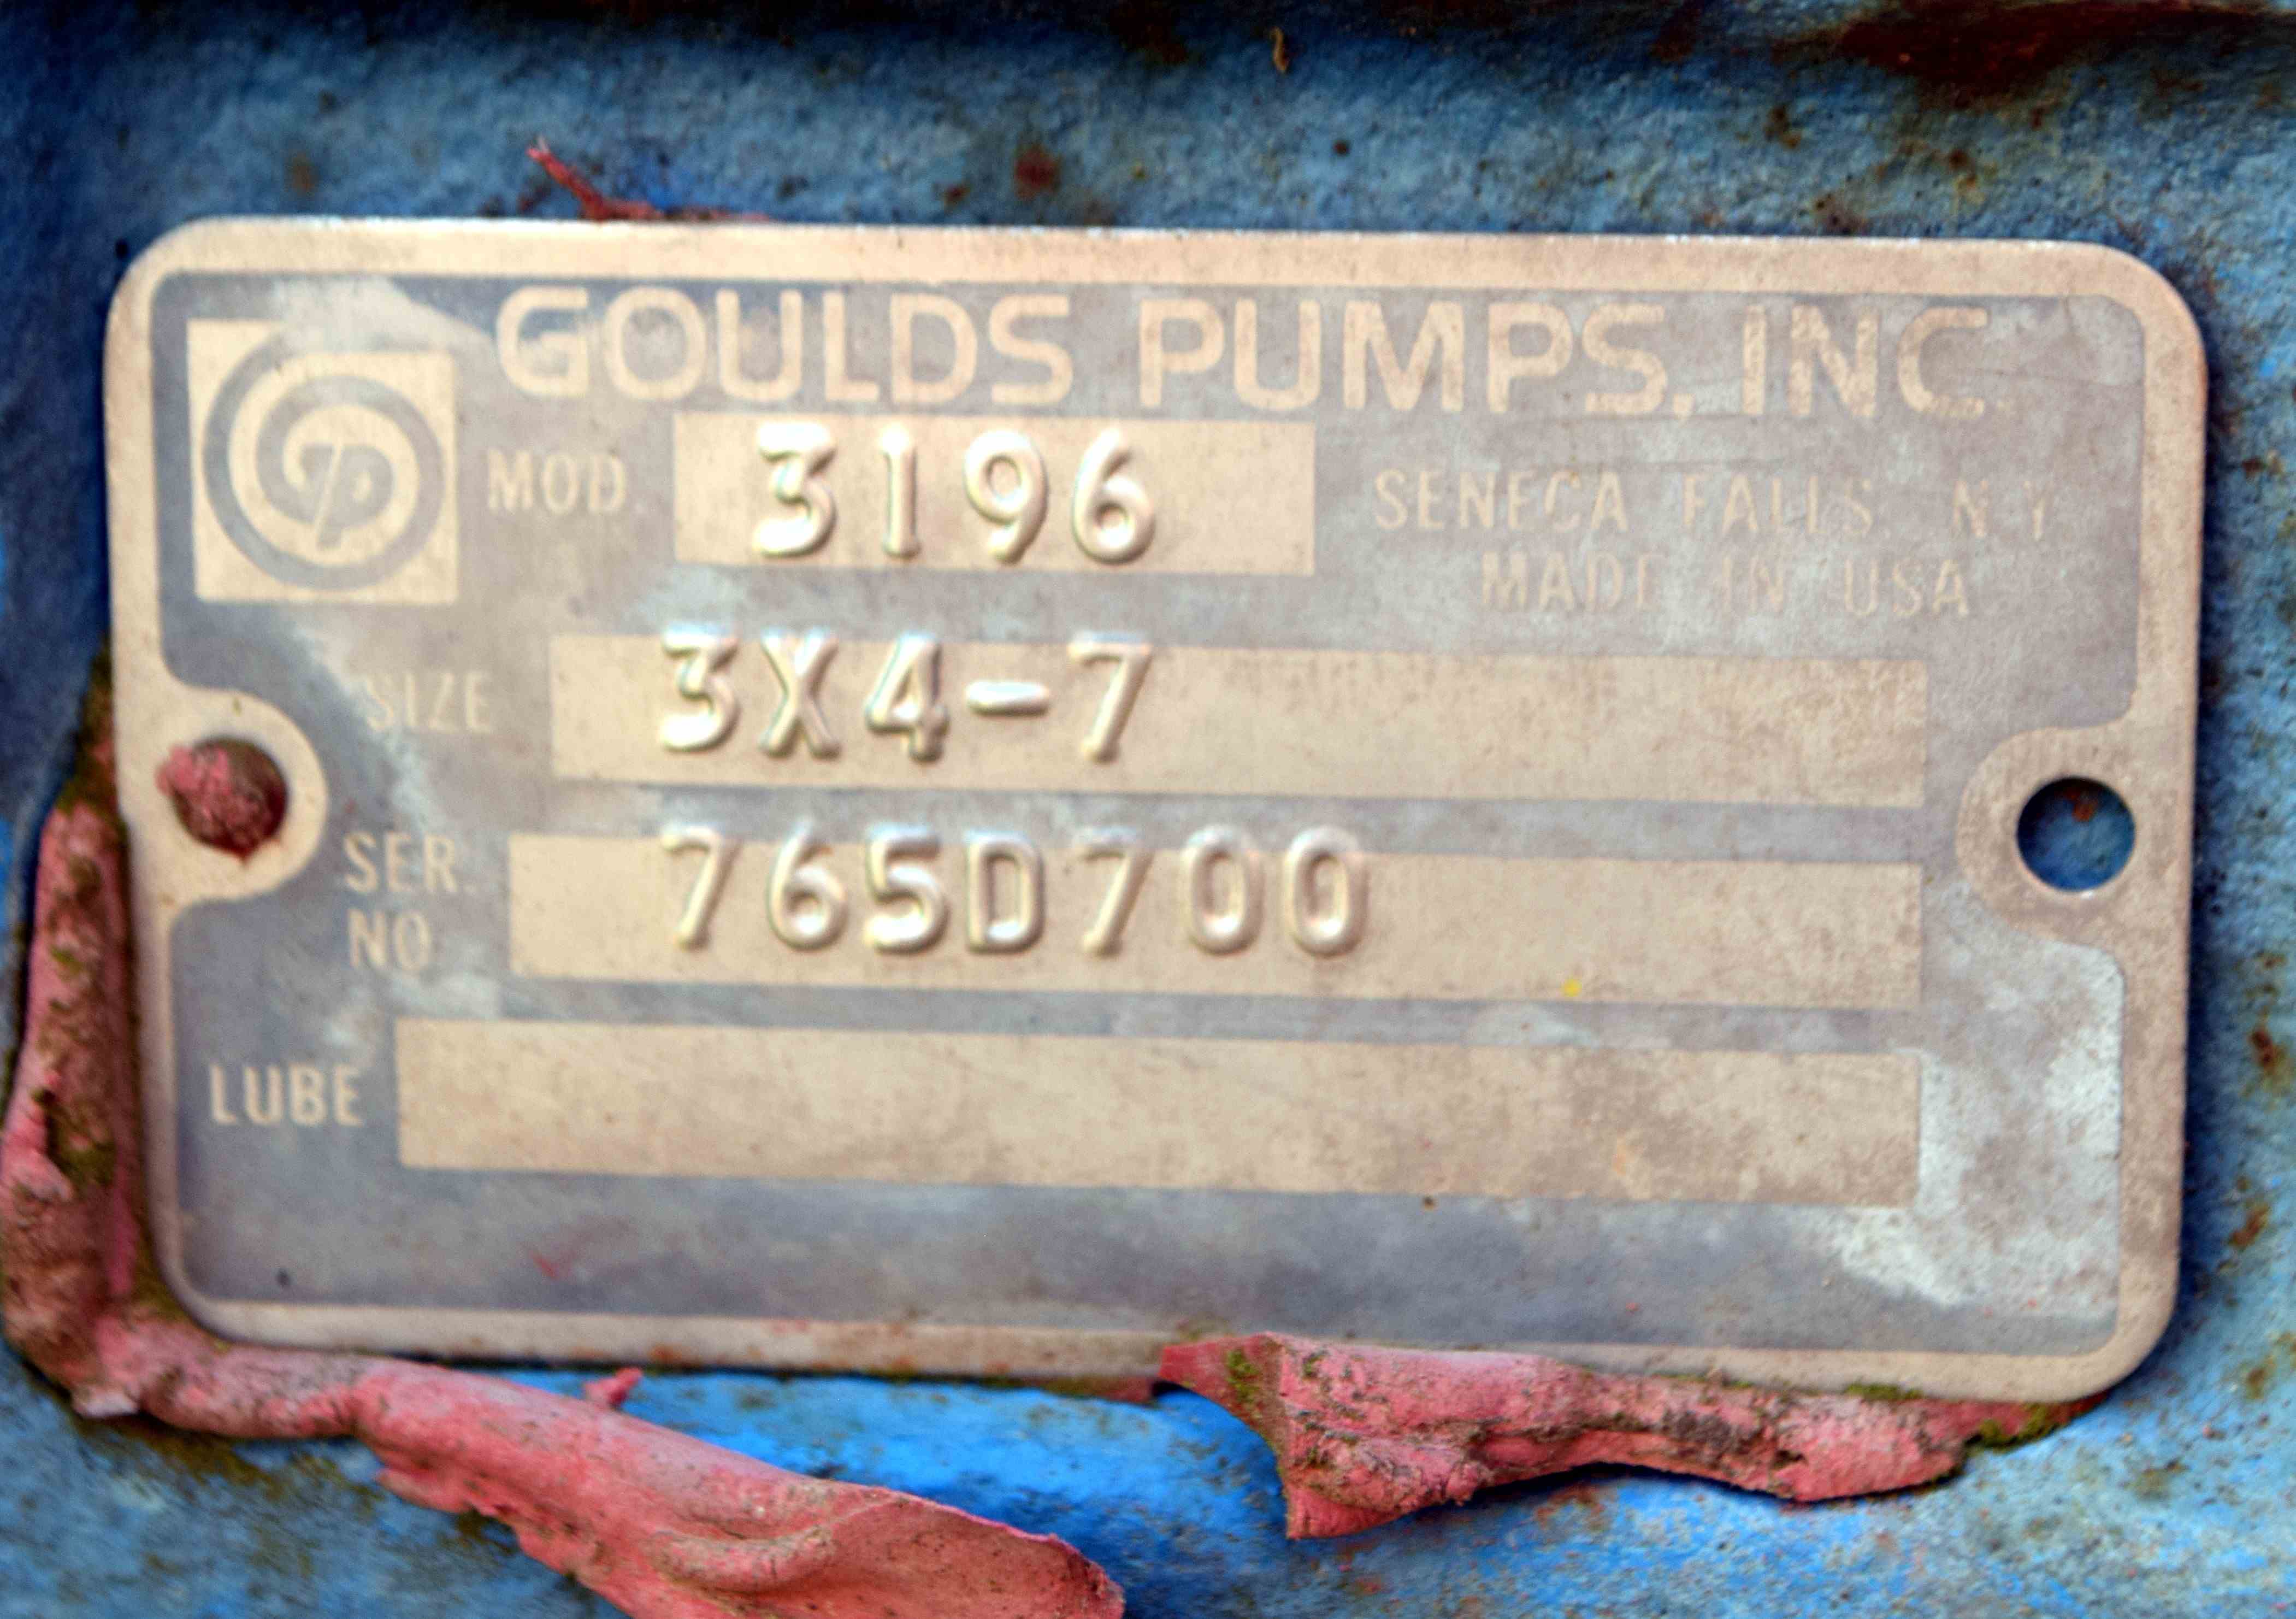 GOULDS PUMPS, INC.
MOD. 3196
SENECA FALLS, N.Y.
MADE IN USA
SIZE 3X4-7
SER. NO. 765D700
LUBE